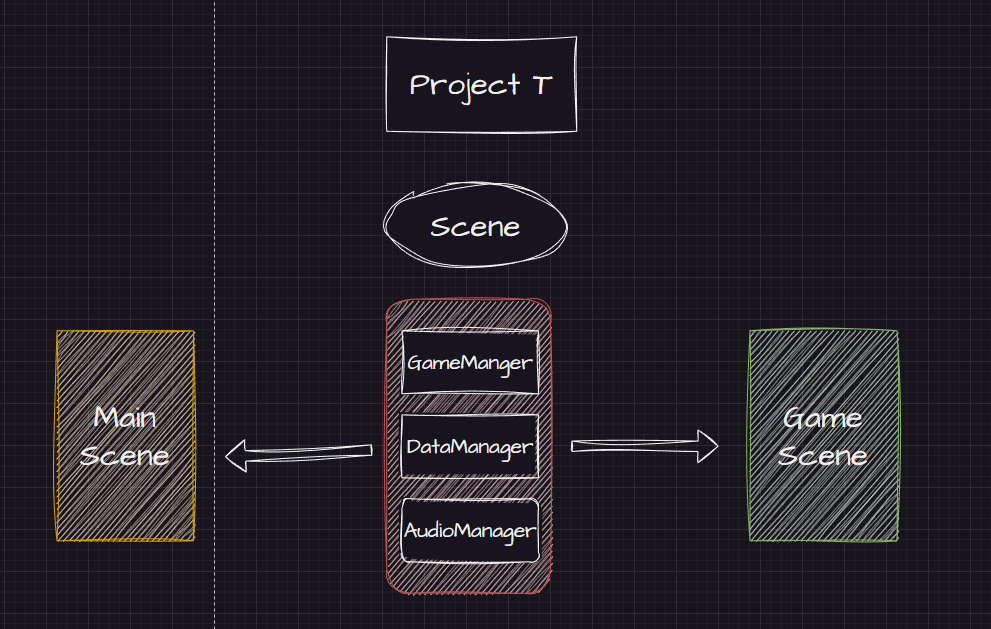 Project T
Scene
GameManger
DataManager
AudioManager
Main
Scene
Game
Scene